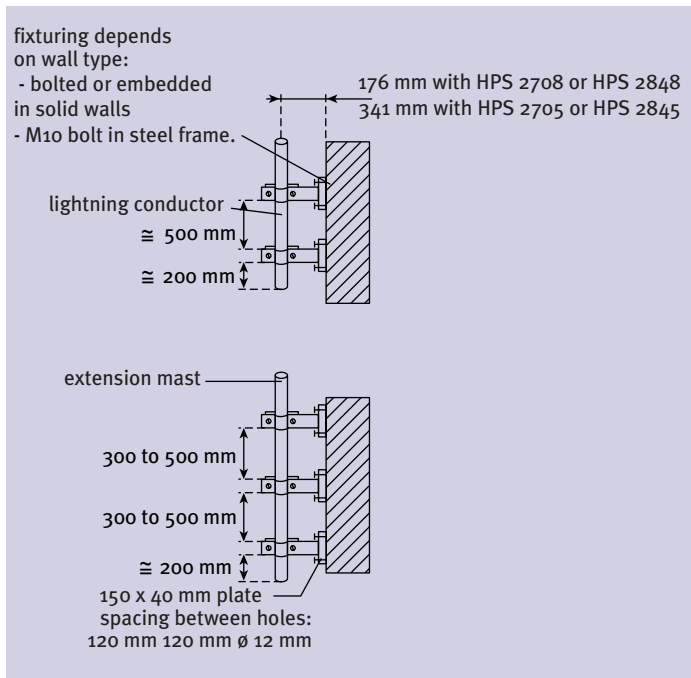 fixturing depends
on wall type:
- bolted or embedded
in solid walls
- M10 bolt in steel frame.
176 mm with HPS 2708 or HPS 2848
341 mm with HPS 2705 or HPS 2845
lightning conductor
≅ 500 mm
≅ 200 mm
extension mast
300 to 500 mm
300 to 500 mm
≅ 200 mm
150 x 40 mm plate
spacing between holes:
120 mm 120 mm ø 12 mm